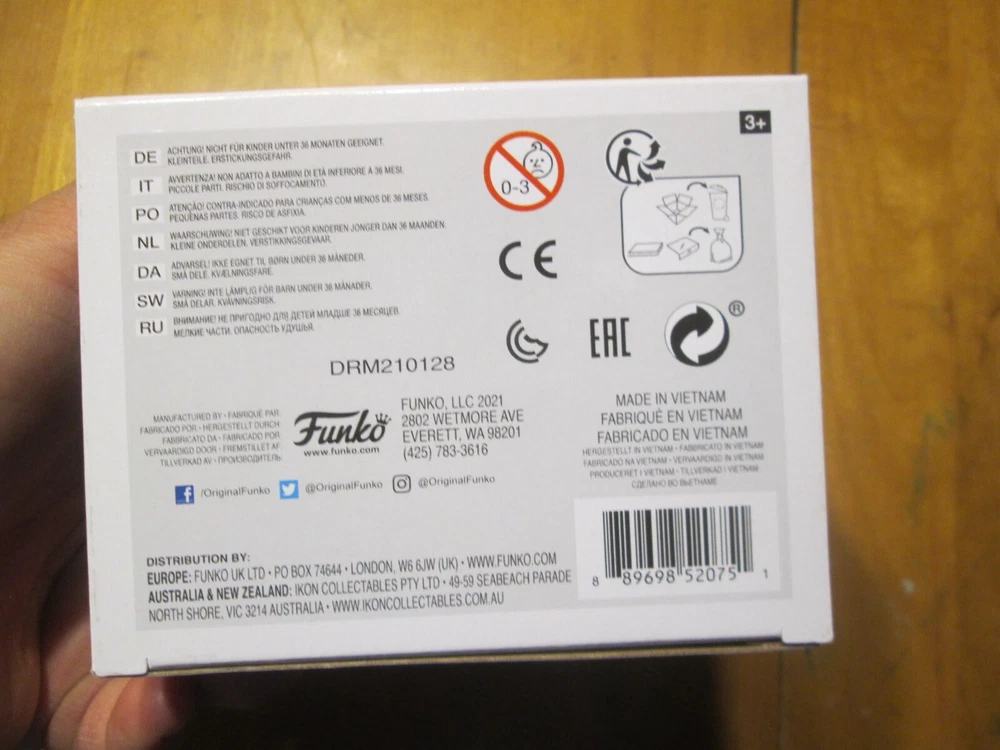 3+
DE
ACHTUNG! NICHT FÜR KINDER UNTER 36 MONATEN GEEIGNET.
KLEINTEILE. ERSTICKUNGSGEFAHR.
IT
AVVERTENZA! NON ADATTO A BAMBINI DI ETÀ INFERIORE A 36 MESI.
PICCOLE PARTI. RISCHIO DI SOFFOCAMENTO.
PO
ATENÇÃO! CONTRA-INDICADO PARA CRIANÇAS COM MENOS DE 36 MESES.
PEQUENAS PARTES. RISCO DE ASFIXIA.
NL
WAARSCHUWING! NIET GESCHIKT VOOR KINDEREN JONGER DAN 36 MAANDEN.
KLEINE ONDERDELEN. VERSTIKKINGSGEVAAR.
DA
ADVARSEL! IKKE EGNET TIL BØRN UNDER 36 MÅNEDER.
SMÅ DELE. KVÆLNINGSFARE.
SW
VARNING! INTE LÄMPLIG FÖR BARN UNDER 36 MÅNADER.
SMÅ DELAR. KVÄVNINGSRISK.
RU
ВНИМАНИЕ! НЕ ПРИГОДНО ДЛЯ ДЕТЕЙ МЛАДШЕ 36 МЕСЯЦЕВ.
МЕЛКИЕ ЧАСТИ. ОПАСНОСТЬ УДУШЬЯ.
0-3
CE
EAC
®
DRM210128
MANUFACTURED BY • FABRIQUÉ PAR
FABRICADO POR • HERGESTELLT DURCH
FABBRICATO DA • FABRICADO POR
VERVAARDIGD DOOR • FREMSTILLET AF
TILLVERKAD AV • ПРОИЗВОДИТЕЛЬ
Funko
www.funko.com
FUNKO, LLC 2021
2802 WETMORE AVE
EVERETT, WA 98201
(425) 783-3616
MADE IN VIETNAM
FABRIQUÉ EN VIETNAM
FABRICADO EN VIETNAM
HERGESTELLT IN VIETNAM • FABBRICATO IN VIETNAM
FABRICADO NA VIETNAM • VERVAARDIGD IN VIETNAM
PRODUCERET I VIETNAM • TILLVERKAD I VIETNAM
СДЕЛАНО ВО ВЬЕТНАМЕ
/OriginalFunko @OriginalFunko @OriginalFunko
DISTRIBUTION BY:
EUROPE: FUNKO UK LTD • PO BOX 74644 • LONDON, W6 6JW (UK) • WWW.FUNKO.COM
AUSTRALIA & NEW ZEALAND: IKON COLLECTABLES PTY LTD • 49-59 SEABEACH PARADE
NORTH SHORE, VIC 3214 AUSTRALIA • WWW.IKONCOLLECTABLES.COM.AU
8 89698 52075 1